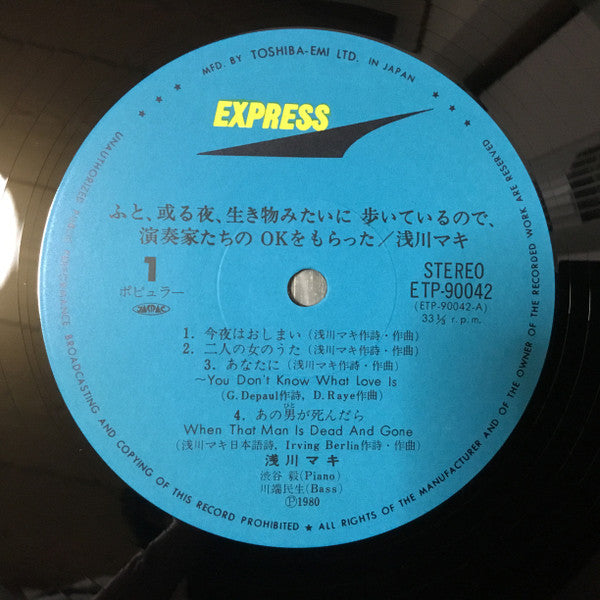 MFD. BY TOSHIBA-EMI LTD. IN JAPAN
EXPRESS
ふと、或る夜、生き物みたいに 歩いているので、
演奏家たちの OKをもらった／浅川マキ
1
ポピュラー
STEREO
ETP-90042
(ETP-90042-A)
33⅓ r.p.m.
1. 今夜はおしまい (浅川マキ作詩・作曲)
2. 二人の女のうた (浅川マキ作詩・作曲)
3. あなたに (浅川マキ作詩・作曲)
～You Don't Know What Love Is
(G. Depaul作詩, D. Raye作曲)
4. あの男が死んだら
When That Man Is Dead And Gone
(浅川マキ日本語詩, Irving Berlin作詩・作曲)
浅川マキ
渋谷 毅(Piano)
川端民生(Bass)
Ⓟ1980
UNAUTHORIZED PUBLIC PERFORMANCE BROADCASTING AND COPYING OF THIS RECORD PROHIBITED ★ ALL RIGHTS OF THE MANUFACTURER AND OF THE OWNER OF THE RECORDED WORK ARE RESERVED